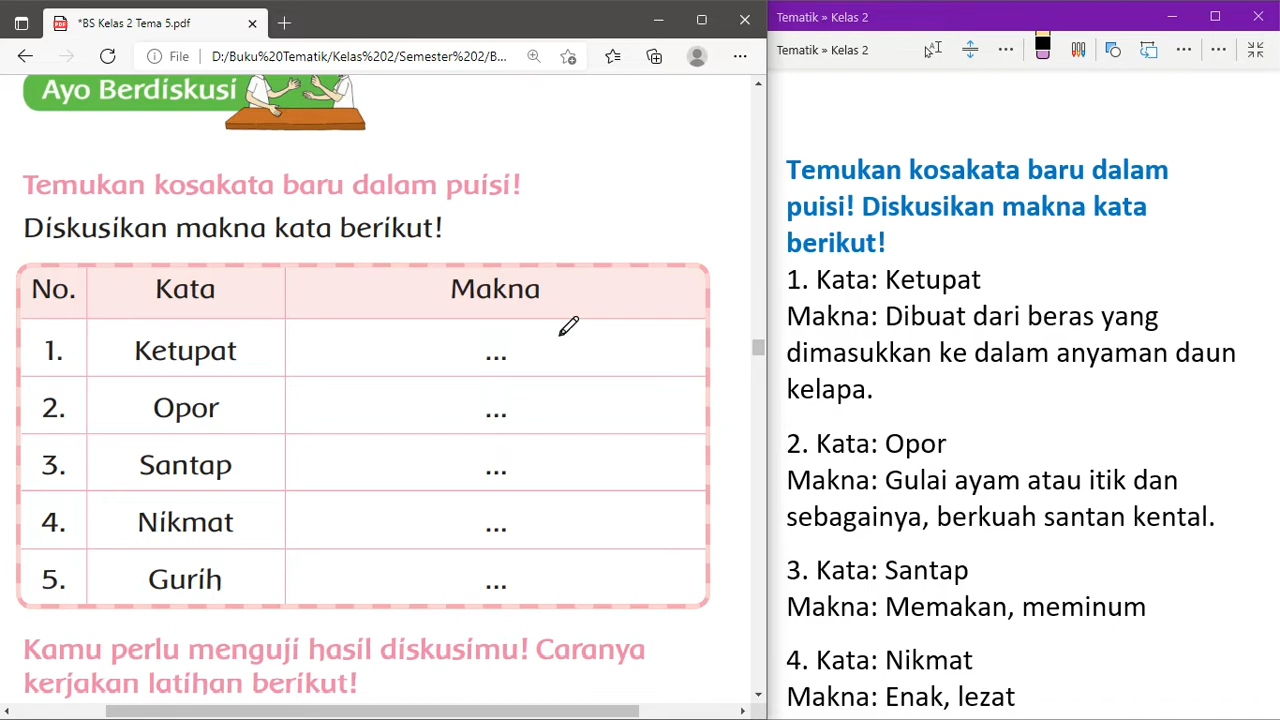 *BS Kelas 2 Tema 5.pdf
File
D:/Buku%20Tematik/Kelas%202/Semester%202/B...
Ayo Berdiskusi
Temukan kosakata baru dalam puisi!
Diskusikan makna kata berikut!
No. Kata Makna
1. Ketupat ...
2. Opor ...
3. Santap ...
4. Nikmat ...
5. Gurih ...
Kamu perlu menguji hasil diskusimu! Caranya
kerjakan latihan berikut!
Tematik » Kelas 2
Tematik » Kelas 2
Temukan kosakata baru dalam
puisi! Diskusikan makna kata
berikut!
1. Kata: Ketupat
Makna: Dibuat dari beras yang
dimasukkan ke dalam anyaman daun
kelapa.
2. Kata: Opor
Makna: Gulai ayam atau itik dan
sebagainya, berkuah santan kental.
3. Kata: Santap
Makna: Memakan, meminum
4. Kata: Nikmat
Makna: Enak, lezat